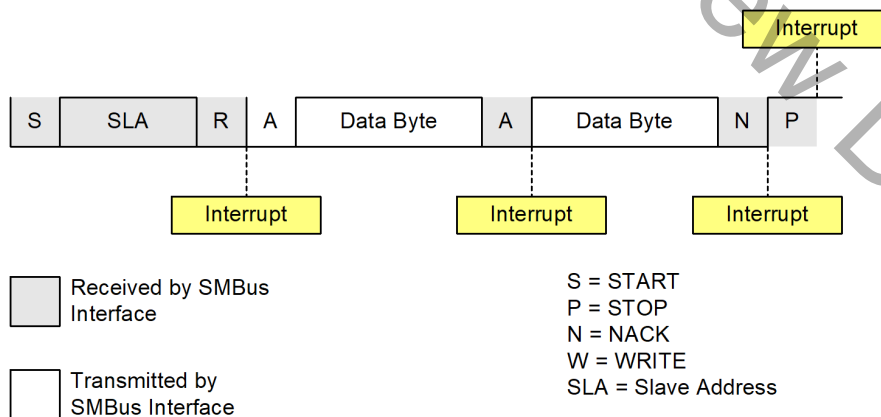 Interrupt
S SLA R A Data Byte A Data Byte N P
Interrupt Interrupt Interrupt
Received by SMBus
Interface
Transmitted by
SMBus Interface
S = START
P = STOP
N = NACK
W = WRITE
SLA = Slave Address